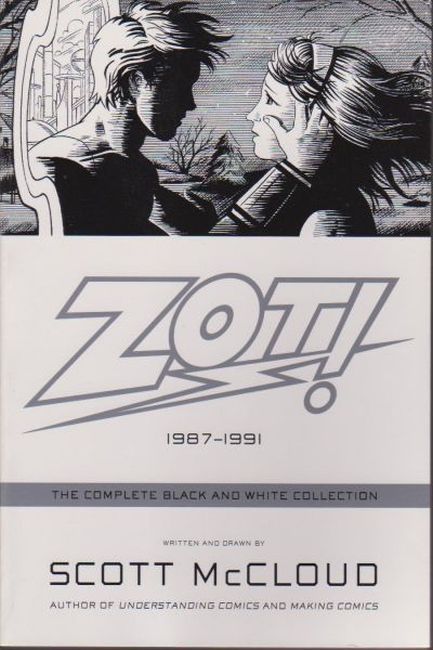 ZOT!
1987–1991
THE COMPLETE BLACK AND WHITE COLLECTION
WRITTEN AND DRAWN BY
SCOTT McCLOUD
AUTHOR OF UNDERSTANDING COMICS AND MAKING COMICS